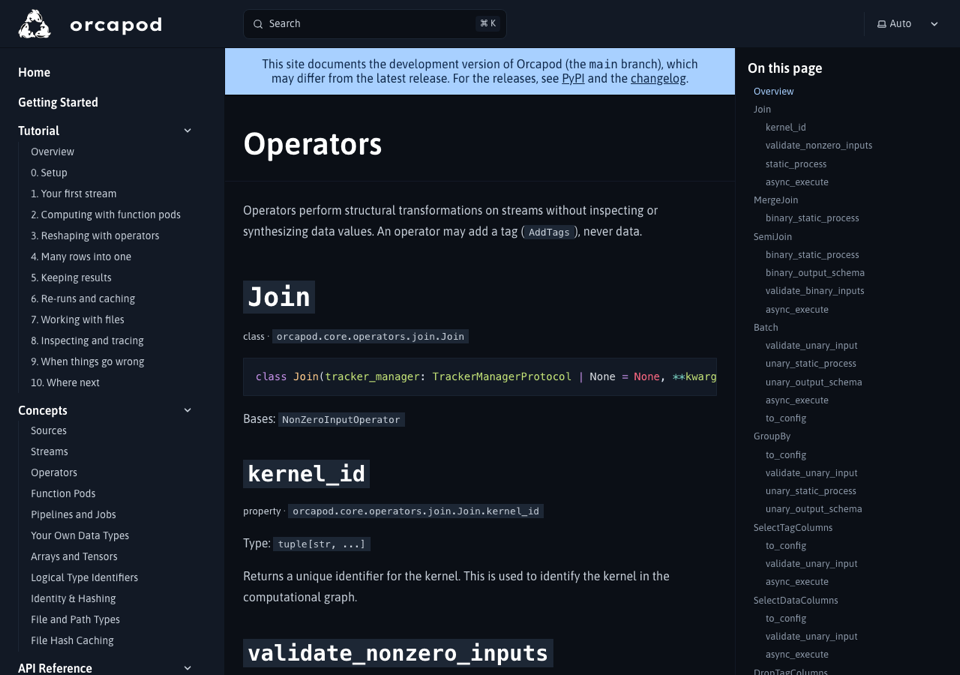 orcapod
Search
⌘ K
Auto
Home
Getting Started
Tutorial
Overview
0. Setup
1. Your first stream
2. Computing with function pods
3. Reshaping with operators
4. Many rows into one
5. Keeping results
6. Re-runs and caching
7. Working with files
8. Inspecting and tracing
9. When things go wrong
10. Where next
Concepts
Sources
Streams
Operators
Function Pods
Pipelines and Jobs
Your Own Data Types
Arrays and Tensors
Logical Type Identifiers
Identity & Hashing
File and Path Types
File Hash Caching
API Reference
This site documents the development version of Orcapod (the main branch), which
may differ from the latest release. For the releases, see PyPI and the changelog.
Operators
Operators perform structural transformations on streams without inspecting or
synthesizing data values. An operator may add a tag ( AddTags ), never data.
Join
class · orcapod.core.operators.join.Join
class Join(tracker_manager: TrackerManagerProtocol | None = None, **kwarg
Bases: NonZeroInputOperator
kernel_id
property · orcapod.core.operators.join.Join.kernel_id
Type: tuple[str, ...]
Returns a unique identifier for the kernel. This is used to identify the kernel in the
computational graph.
validate_nonzero_inputs
On this page
Overview
Join
kernel_id
validate_nonzero_inputs
static_process
async_execute
MergeJoin
binary_static_process
SemiJoin
binary_static_process
binary_output_schema
validate_binary_inputs
async_execute
Batch
validate_unary_input
unary_static_process
unary_output_schema
async_execute
to_config
GroupBy
to_config
validate_unary_input
unary_static_process
unary_output_schema
SelectTagColumns
to_config
validate_unary_input
async_execute
SelectDataColumns
to_config
validate_unary_input
async_execute
DropTagColumns